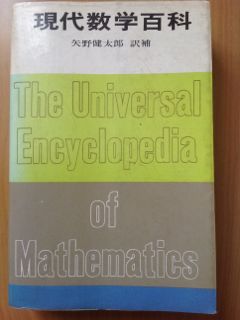 現代数学百科
矢野健太郎 訳補
The Universal
Encyclopedia
of
Mathematics